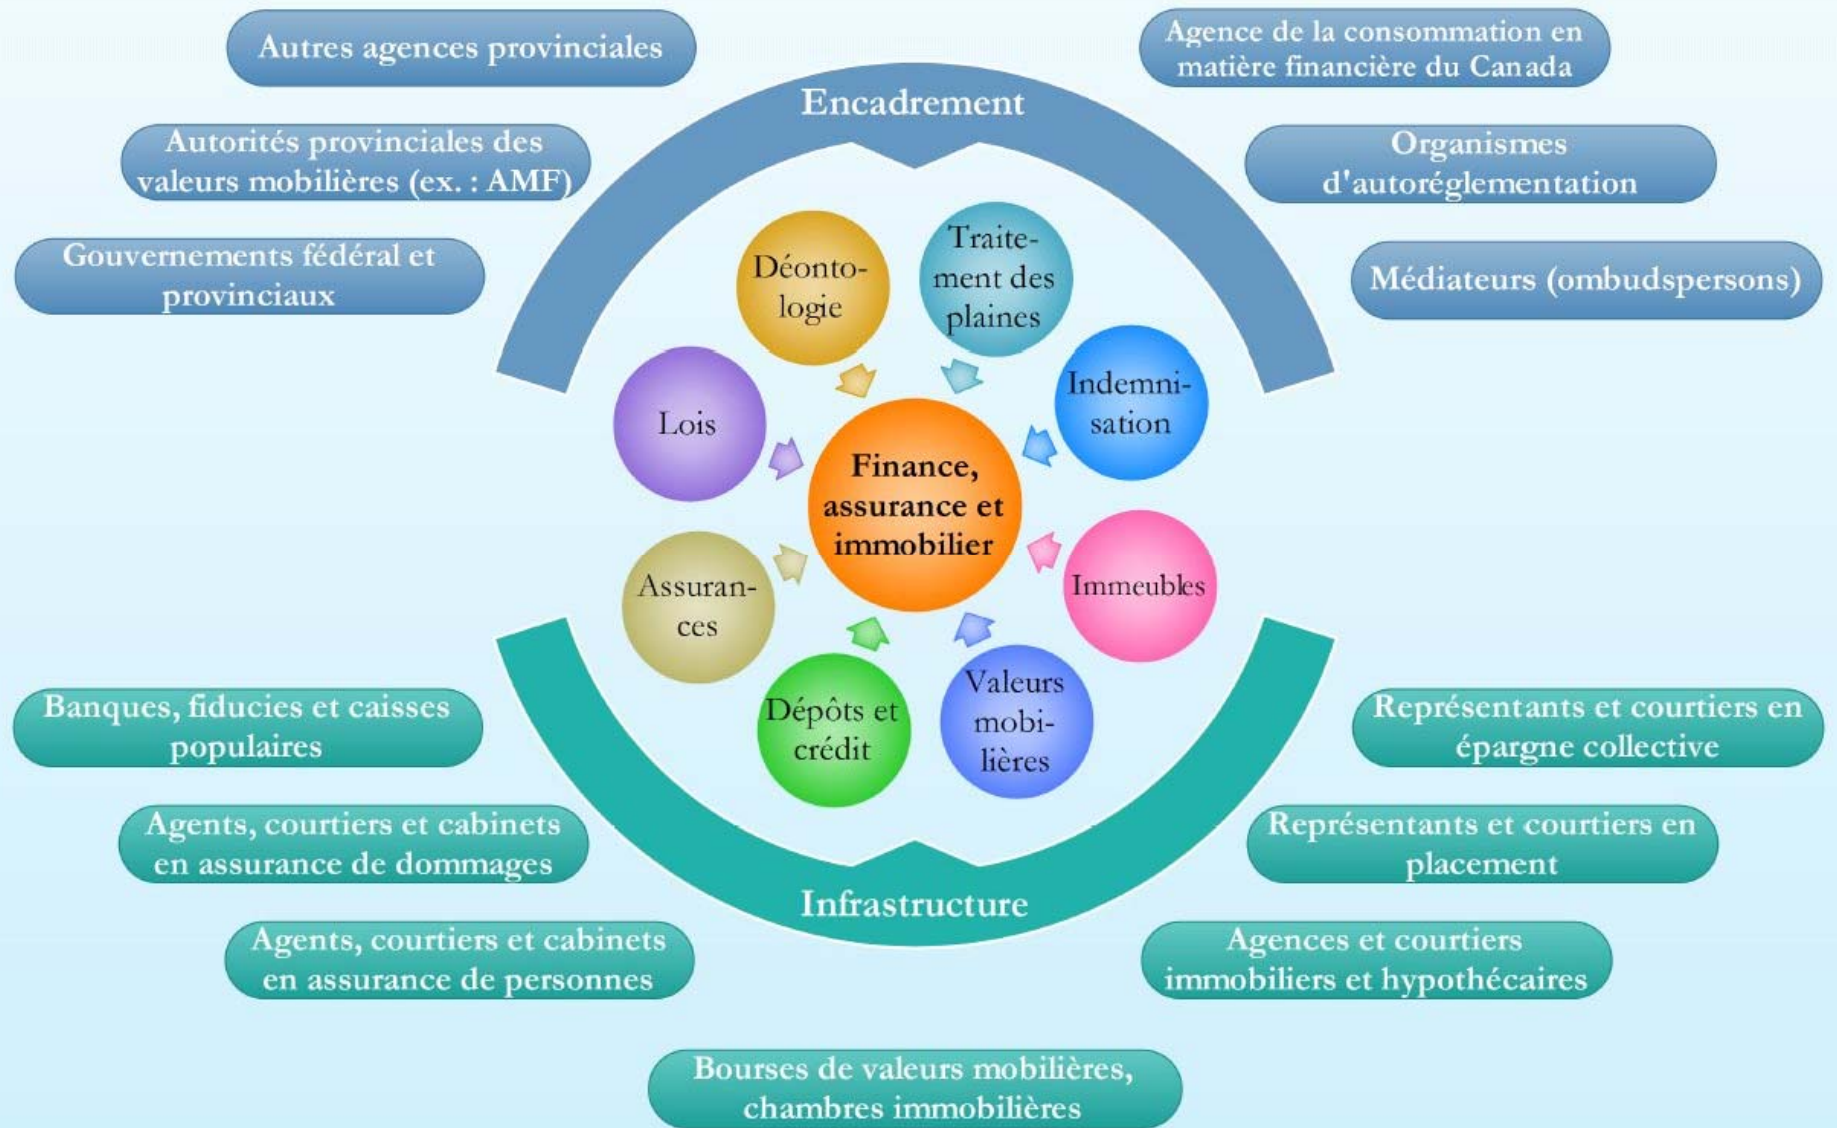 Autres agences provinciales
Agence de la consommation en
matière financière du Canada
Encadrement
Autorités provinciales des
valeurs mobilières (ex. : AMF)
Organismes
d'autoréglementation
Gouvernements fédéral et
provinciaux
Médiateurs (ombudspersons)
Déonto-
logie
Traite-
ment des
plaines
Lois
Indemni-
sation
Finance,
assurance et
immobilier
Assuran-
ces
Immeubles
Dépôts et
crédit
Valeurs
mobi-
lières
Banques, fiducies et caisses
populaires
Représentants et courtiers en
épargne collective
Agents, courtiers et cabinets
en assurance de dommages
Représentants et courtiers en
placement
Infrastructure
Agents, courtiers et cabinets
en assurance de personnes
Agences et courtiers
immobiliers et hypothécaires
Bourses de valeurs mobilières,
chambres immobilières